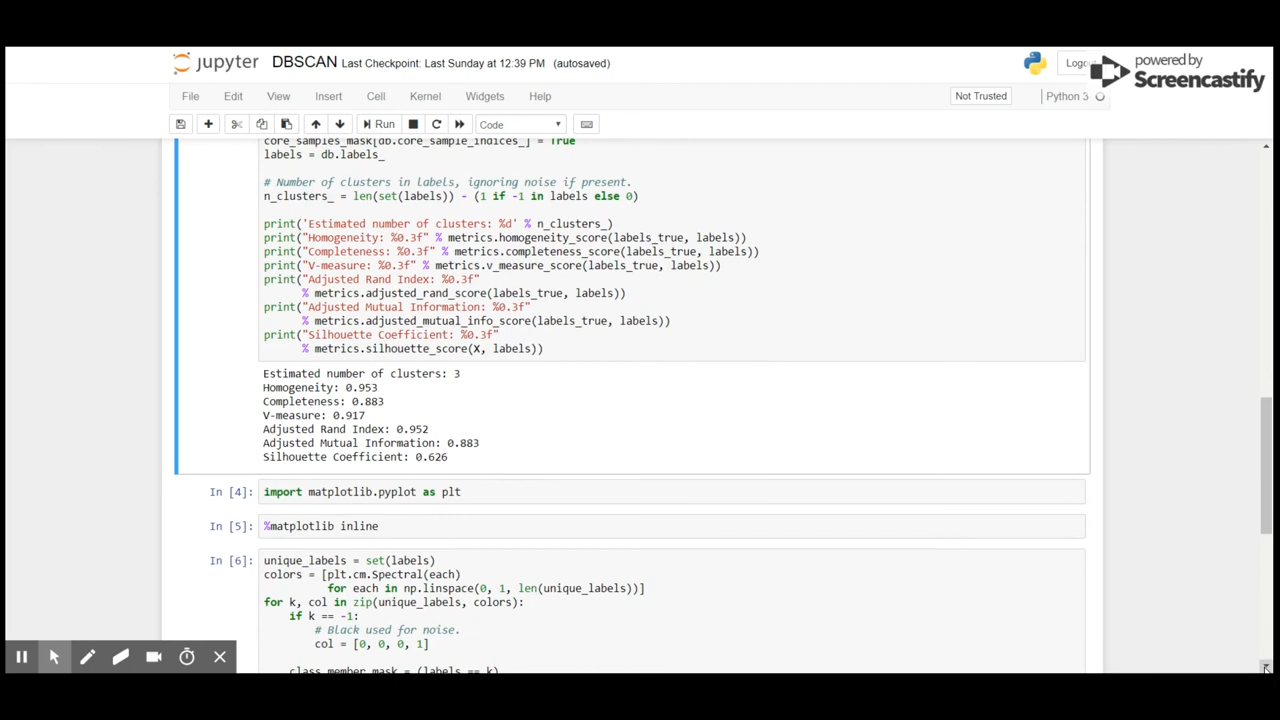 powered by
Screencastify
jupyter DBSCAN Last Checkpoint: Last Sunday at 12:39 PM (autosaved)
File Edit View Insert Cell Kernel Widgets Help Not Trusted Python 3
Run Code
core_samples_mask[db.core_sample_indices_] = True
labels = db.labels_
# Number of clusters in labels, ignoring noise if present.
n_clusters_ = len(set(labels)) - (1 if -1 in labels else 0)
print('Estimated number of clusters: %d' % n_clusters_)
print("Homogeneity: %0.3f" % metrics.homogeneity_score(labels_true, labels))
print("Completeness: %0.3f" % metrics.completeness_score(labels_true, labels))
print("V-measure: %0.3f" % metrics.v_measure_score(labels_true, labels))
print("Adjusted Rand Index: %0.3f"
% metrics.adjusted_rand_score(labels_true, labels))
print("Adjusted Mutual Information: %0.3f"
% metrics.adjusted_mutual_info_score(labels_true, labels))
print("Silhouette Coefficient: %0.3f"
% metrics.silhouette_score(X, labels))
Estimated number of clusters: 3
Homogeneity: 0.953
Completeness: 0.883
V-measure: 0.917
Adjusted Rand Index: 0.952
Adjusted Mutual Information: 0.883
Silhouette Coefficient: 0.626
In [4]: import matplotlib.pyplot as plt
In [5]: %matplotlib inline
In [6]: unique_labels = set(labels)
colors = [plt.cm.Spectral(each)
for each in np.linspace(0, 1, len(unique_labels))]
for k, col in zip(unique_labels, colors):
if k == -1:
# Black used for noise.
col = [0, 0, 0, 1]
class_member_mask = (labels == k)